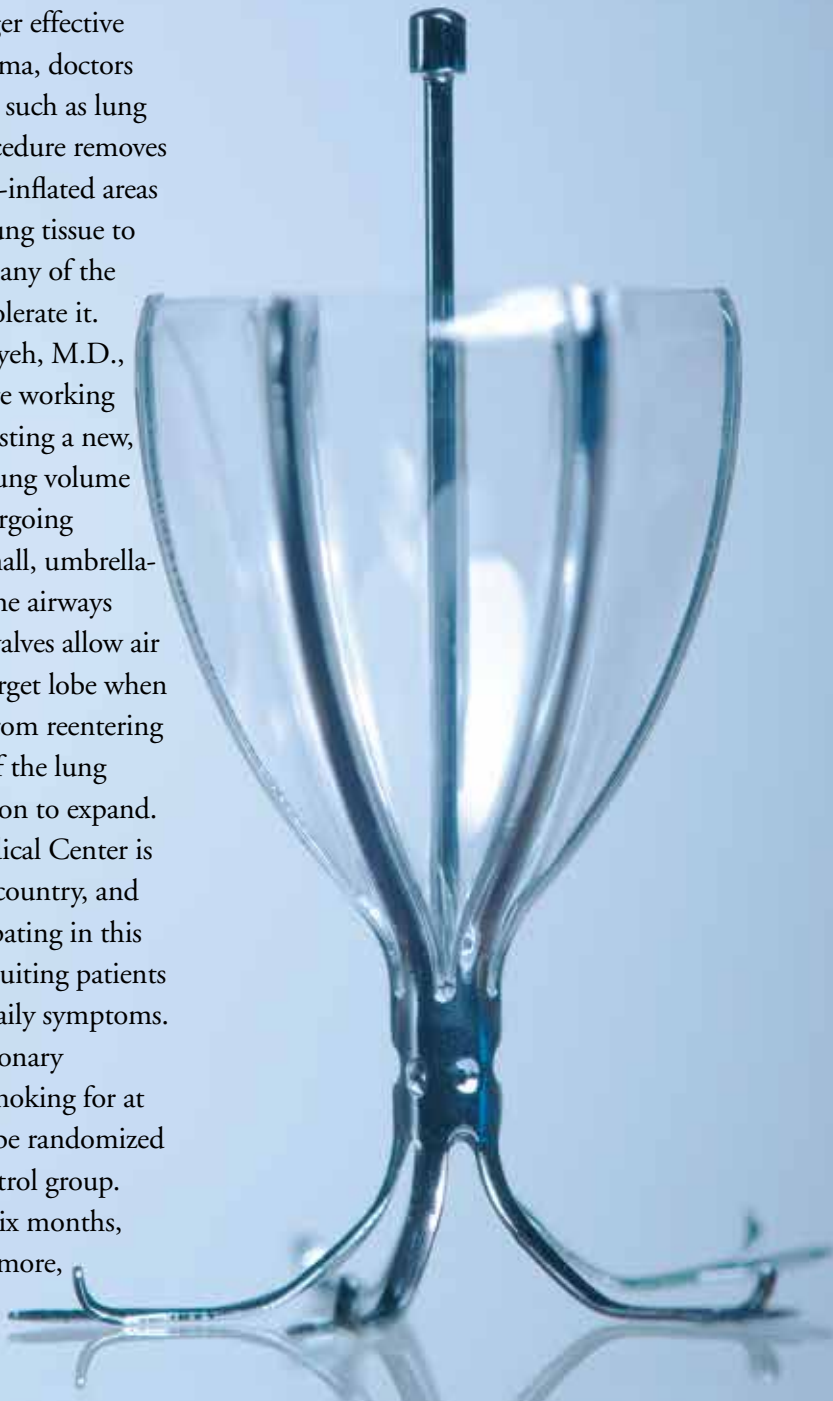 ger effective
ma, doctors
such as lung
cedure removes
-inflated areas
ung tissue to
any of the
olerate it.
yeh, M.D.,
e working
sting a new,
ung volume
rgoing
mall, umbrella-
he airways
valves allow air
rget lobe when
rom reentering
f the lung
on to expand.
ical Center is
country, and
pating in this
uiting patients
aily symptoms.
onary
moking for at
be randomized
trol group.
ix months,
more,